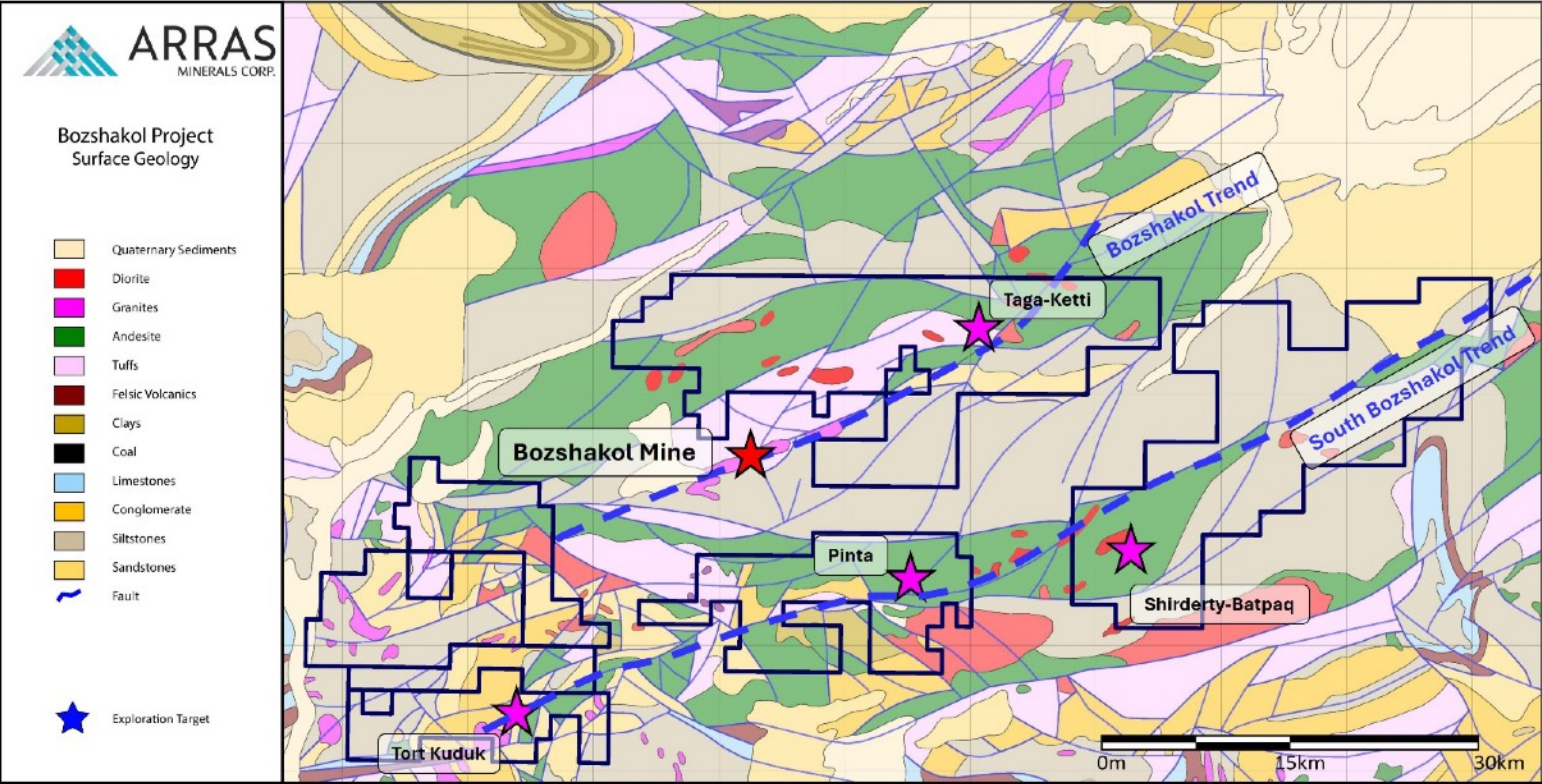 ARRAS
MINERALS CORP.
Bozshakol Project
Surface Geology
Quaternary Sediments
Diorite
Granites
Andesite
Tuffs
Felsic Volcanics
Clays
Coal
Limestones
Conglomerate
Siltstones
Sandstones
Fault
Exploration Target
Bozshakol Trend
Taga-Ketti
South Bozshakol Trend
Bozshakol Mine
Pinta
Shirderty-Batpaq
Tort Kuduk
0m 15km 30km